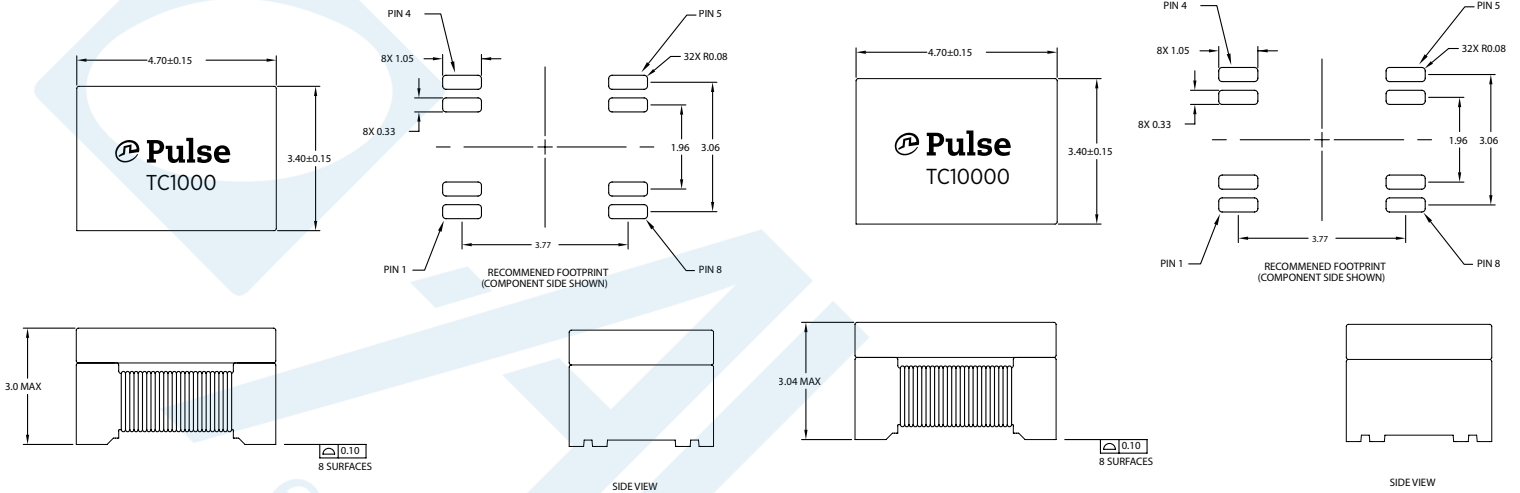 PIN 4
PIN 5
8X 1.05
32X R0.08
4.70±0.15
8X 0.33
Pulse
TC1000
3.40±0.15
1.96
3.06
3.77
PIN 1
PIN 8
RECOMMENED FOOTPRINT
(COMPONENT SIDE SHOWN)
3.0 MAX
0.10
8 SURFACES
SIDE VIEW
PIN 4
PIN 5
8X 1.05
32X R0.08
4.70±0.15
8X 0.33
Pulse
TC10000
3.40±0.15
1.96
3.06
3.77
PIN 1
PIN 8
RECOMMENED FOOTPRINT
(COMPONENT SIDE SHOWN)
3.04 MAX
0.10
8 SURFACES
SIDE VIEW